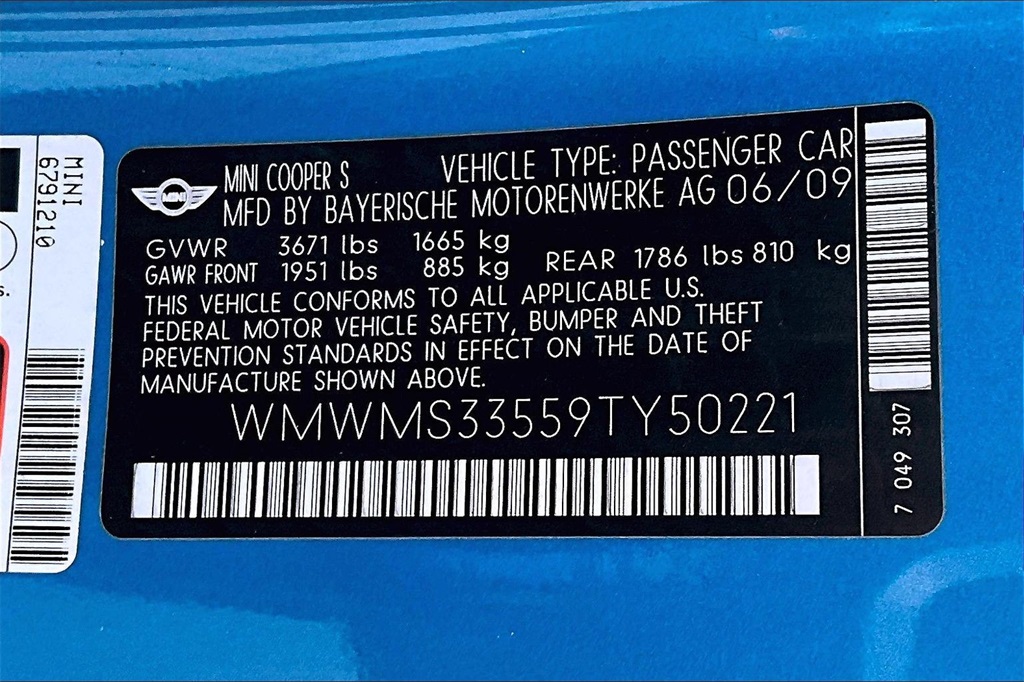 MINI
6791210
s.
MINI
MINI COOPER S VEHICLE TYPE: PASSENGER CAR
MFD BY BAYERISCHE MOTORENWERKE AG 06/09
GVWR 3671 lbs 1665 kg
GAWR FRONT 1951 lbs 885 kg REAR 1786 lbs 810 kg
THIS VEHICLE CONFORMS TO ALL APPLICABLE U.S.
FEDERAL MOTOR VEHICLE SAFETY, BUMPER AND THEFT
PREVENTION STANDARDS IN EFFECT ON THE DATE OF
MANUFACTURE SHOWN ABOVE.
WMWMS33559TY50221
7 049 307